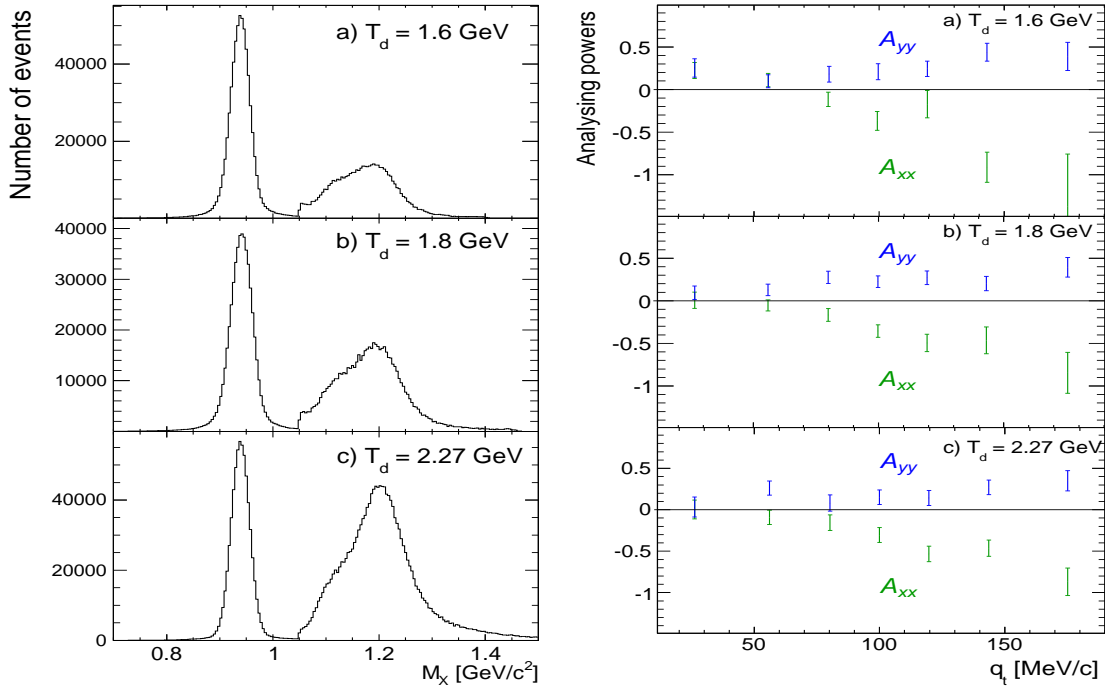 Number of events
a) T_d = 1.6 GeV
40000
20000
b) T_d = 1.8 GeV
40000
30000
20000
10000
c) T_d = 2.27 GeV
40000
20000
0
0.8
1
1.2
1.4
M_X [GeV/c²]
Analysing powers
a) T_d = 1.6 GeV
A_yy
0.5
0
-0.5
A_xx
-1
b) T_d = 1.8 GeV
A_yy
0.5
0
-0.5
A_xx
-1
c) T_d = 2.27 GeV
A_yy
0.5
0
-0.5
A_xx
-1
50
100
150
q_t [MeV/c]